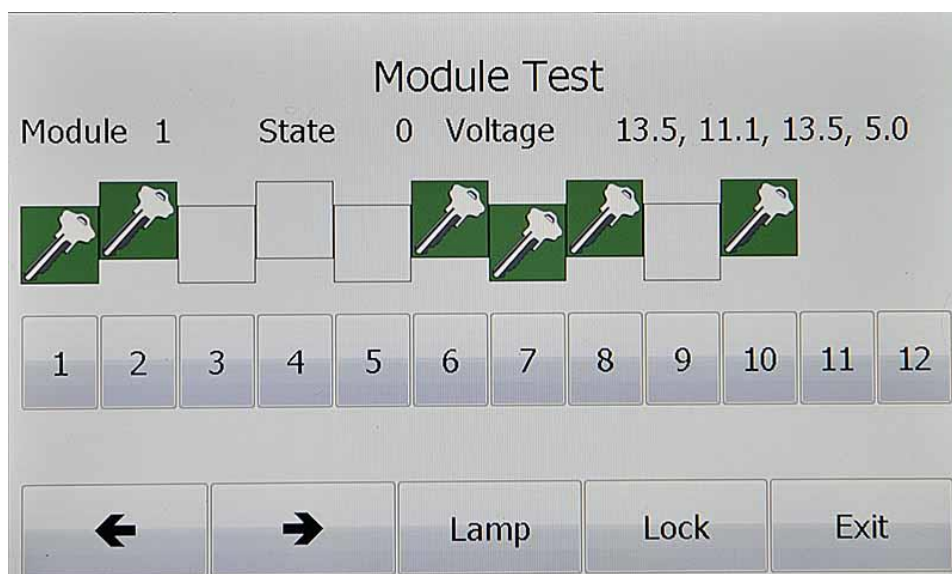 Module Test
Module 1 State 0 Voltage 13.5, 11.1, 13.5, 5.0
1 2 3 4 5 6 7 8 9 10 11 12
← → Lamp Lock Exit